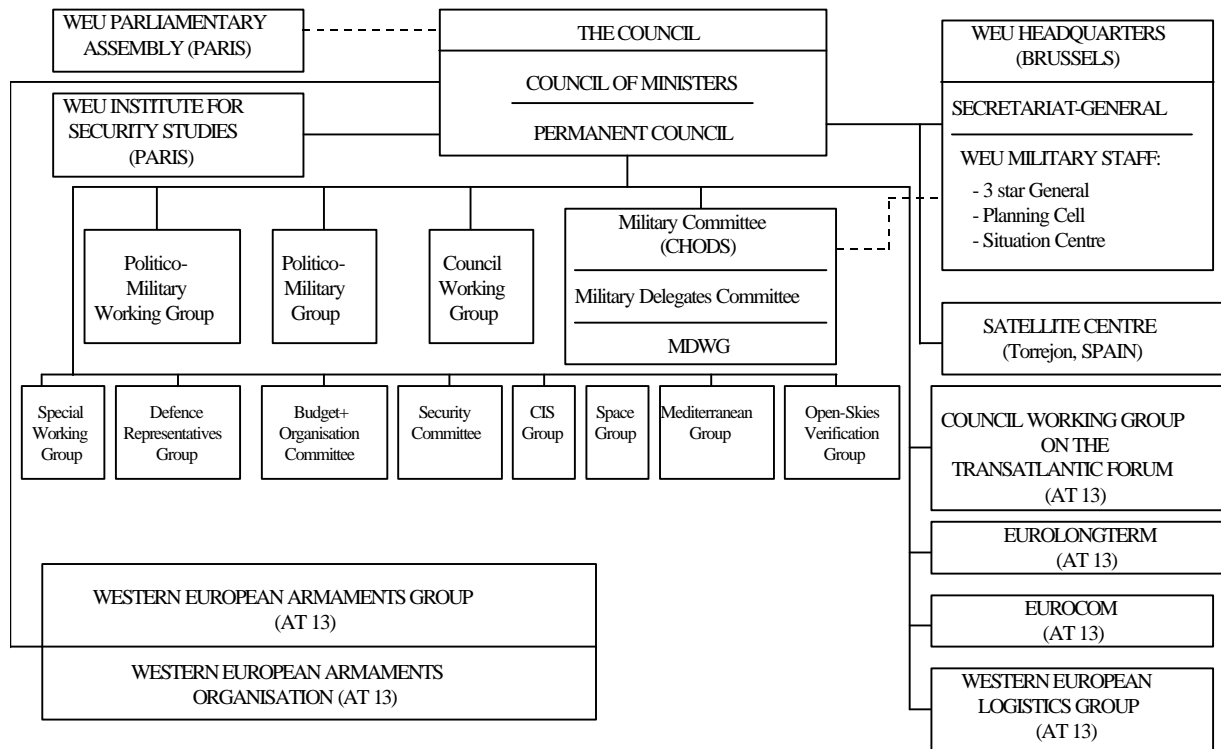 WEU PARLIAMENTARY
ASSEMBLY (PARIS)
THE COUNCIL
COUNCIL OF MINISTERS
PERMANENT COUNCIL
WEU HEADQUARTERS
(BRUSSELS)
SECRETARIAT-GENERAL
WEU MILITARY STAFF:
- 3 star General
- Planning Cell
- Situation Centre
WEU INSTITUTE FOR
SECURITY STUDIES
(PARIS)
Politico-
Military
Working Group
Politico-
Military
Group
Council
Working
Group
Military Committee
(CHODS)
Military Delegates Committee
MDWG
SATELLITE CENTRE
(Torrejon, SPAIN)
Special
Working
Group
Defence
Representatives
Group
Budget+
Organisation
Committee
Security
Committee
CIS
Group
Space
Group
Mediterranean
Group
Open-Skies
Verification
Group
COUNCIL WORKING GROUP
ON THE
TRANSATLANTIC FORUM
(AT 13)
EUROLONGTERM
(AT 13)
EUROCOM
(AT 13)
WESTERN EUROPEAN
LOGISTICS GROUP
(AT 13)
WESTERN EUROPEAN ARMAMENTS GROUP
(AT 13)
WESTERN EUROPEAN ARMAMENTS
ORGANISATION (AT 13)